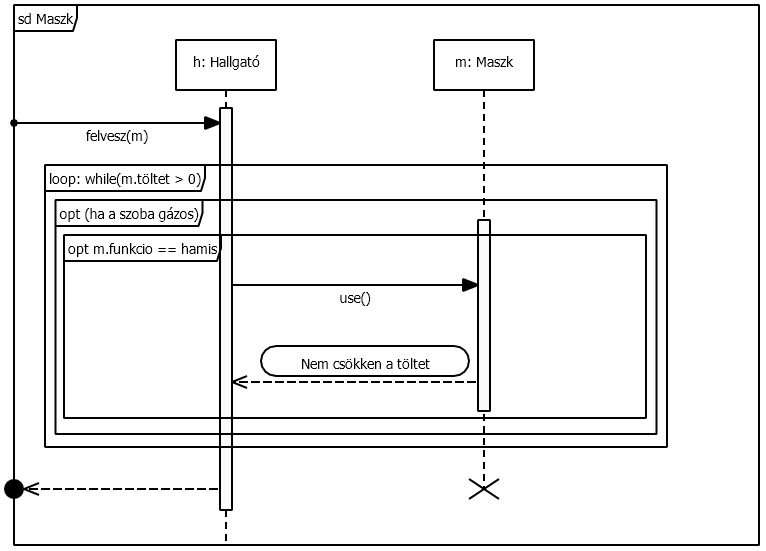 sd Maszk
h: Hallgató
m: Maszk
felvesz(m)
loop: while(m.töltet > 0)
opt (ha a szoba gázos)
opt m.funkcio == hamis
use()
Nem csökken a töltet